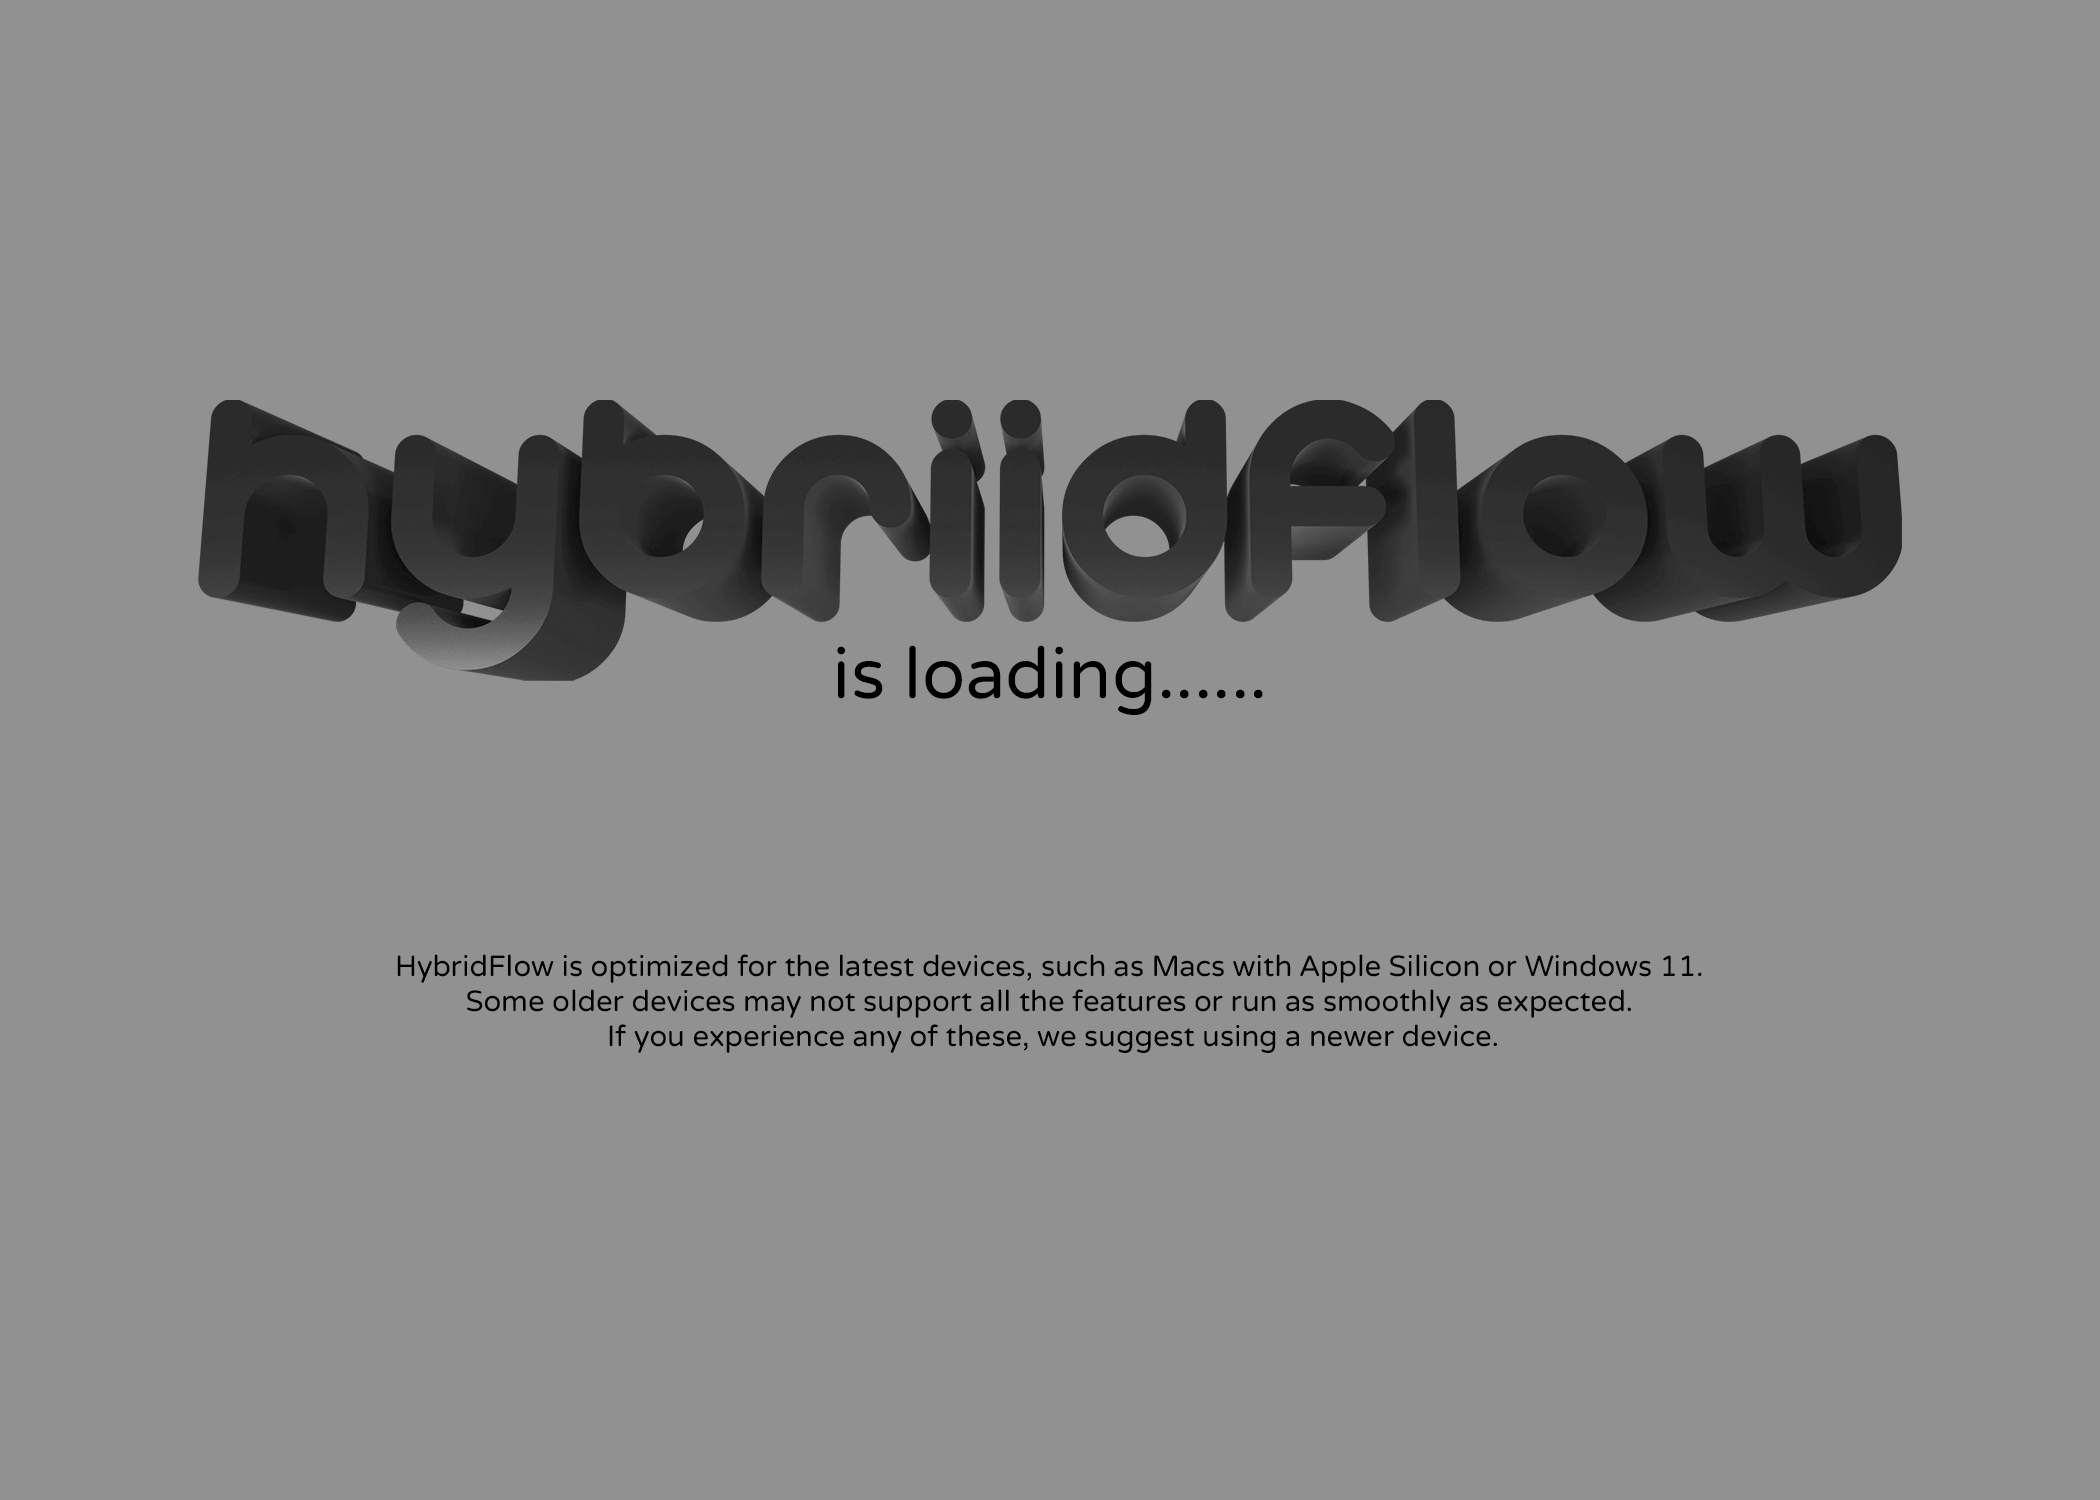 hybriidflow
is loading......
HybridFlow is optimized for the latest devices, such as Macs with Apple Silicon or Windows 11.
Some older devices may not support all the features or run as smoothly as expected.
If you experience any of these, we suggest using a newer device.